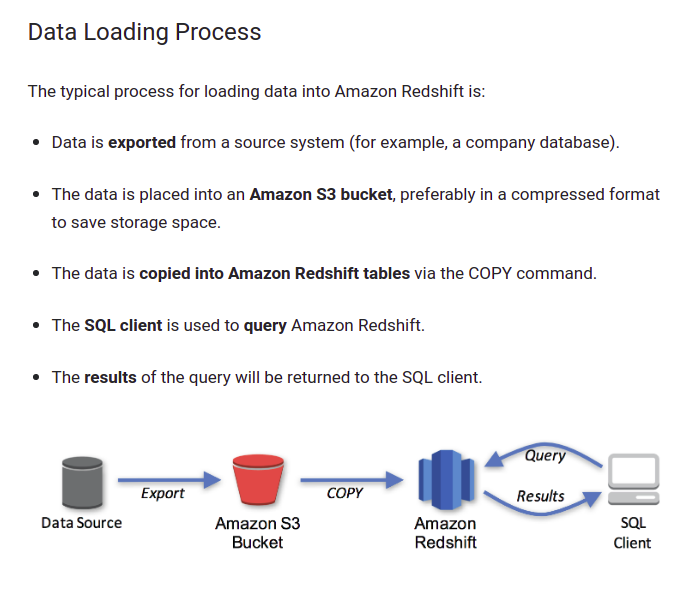 Data Loading Process
The typical process for loading data into Amazon Redshift is:
Data is exported from a source system (for example, a company database).
The data is placed into an Amazon S3 bucket, preferably in a compressed format
to save storage space.
The data is copied into Amazon Redshift tables via the COPY command.
The SQL client is used to query Amazon Redshift.
The results of the query will be returned to the SQL client.
Export
COPY
Query
Results
Data Source
Amazon S3
Bucket
Amazon
Redshift
SQL
Client